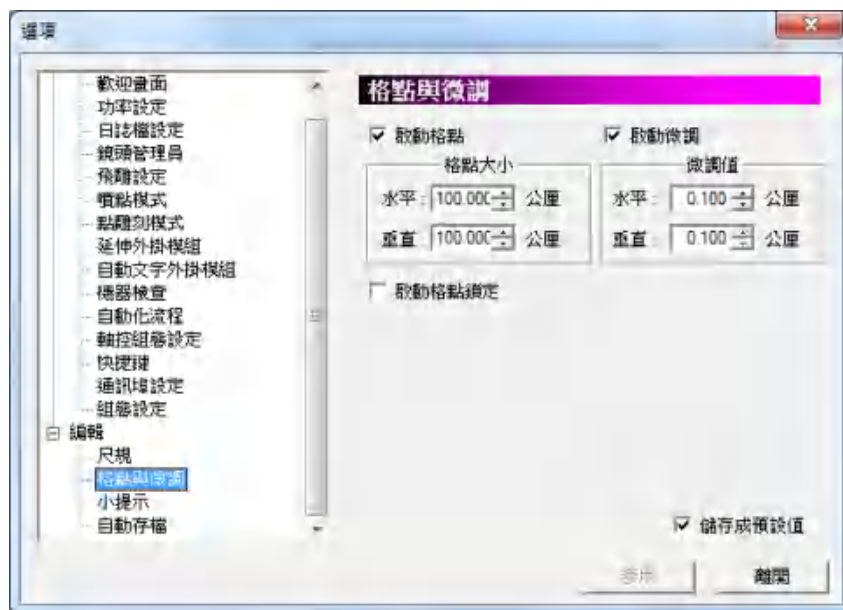 選項
歡迎畫面
功率設定
日誌檔設定
鏡頭管理員
飛雕設定
噴點模式
點雕刻模式
延伸外掛模組
自動文字外掛模組
機器檢查
自動化流程
軸控組態設定
快捷鍵
通訊埠設定
組態設定
編輯
尺規
格點與微調
小提示
自動存檔
格點與微調
啟動格點
啟動微調
格點大小
微調值
水平: 100.000 公厘
水平: 0.100 公厘
垂直: 100.000 公厘
垂直: 0.100 公厘
啟動格點鎖定
儲存成預設值
套用
離開